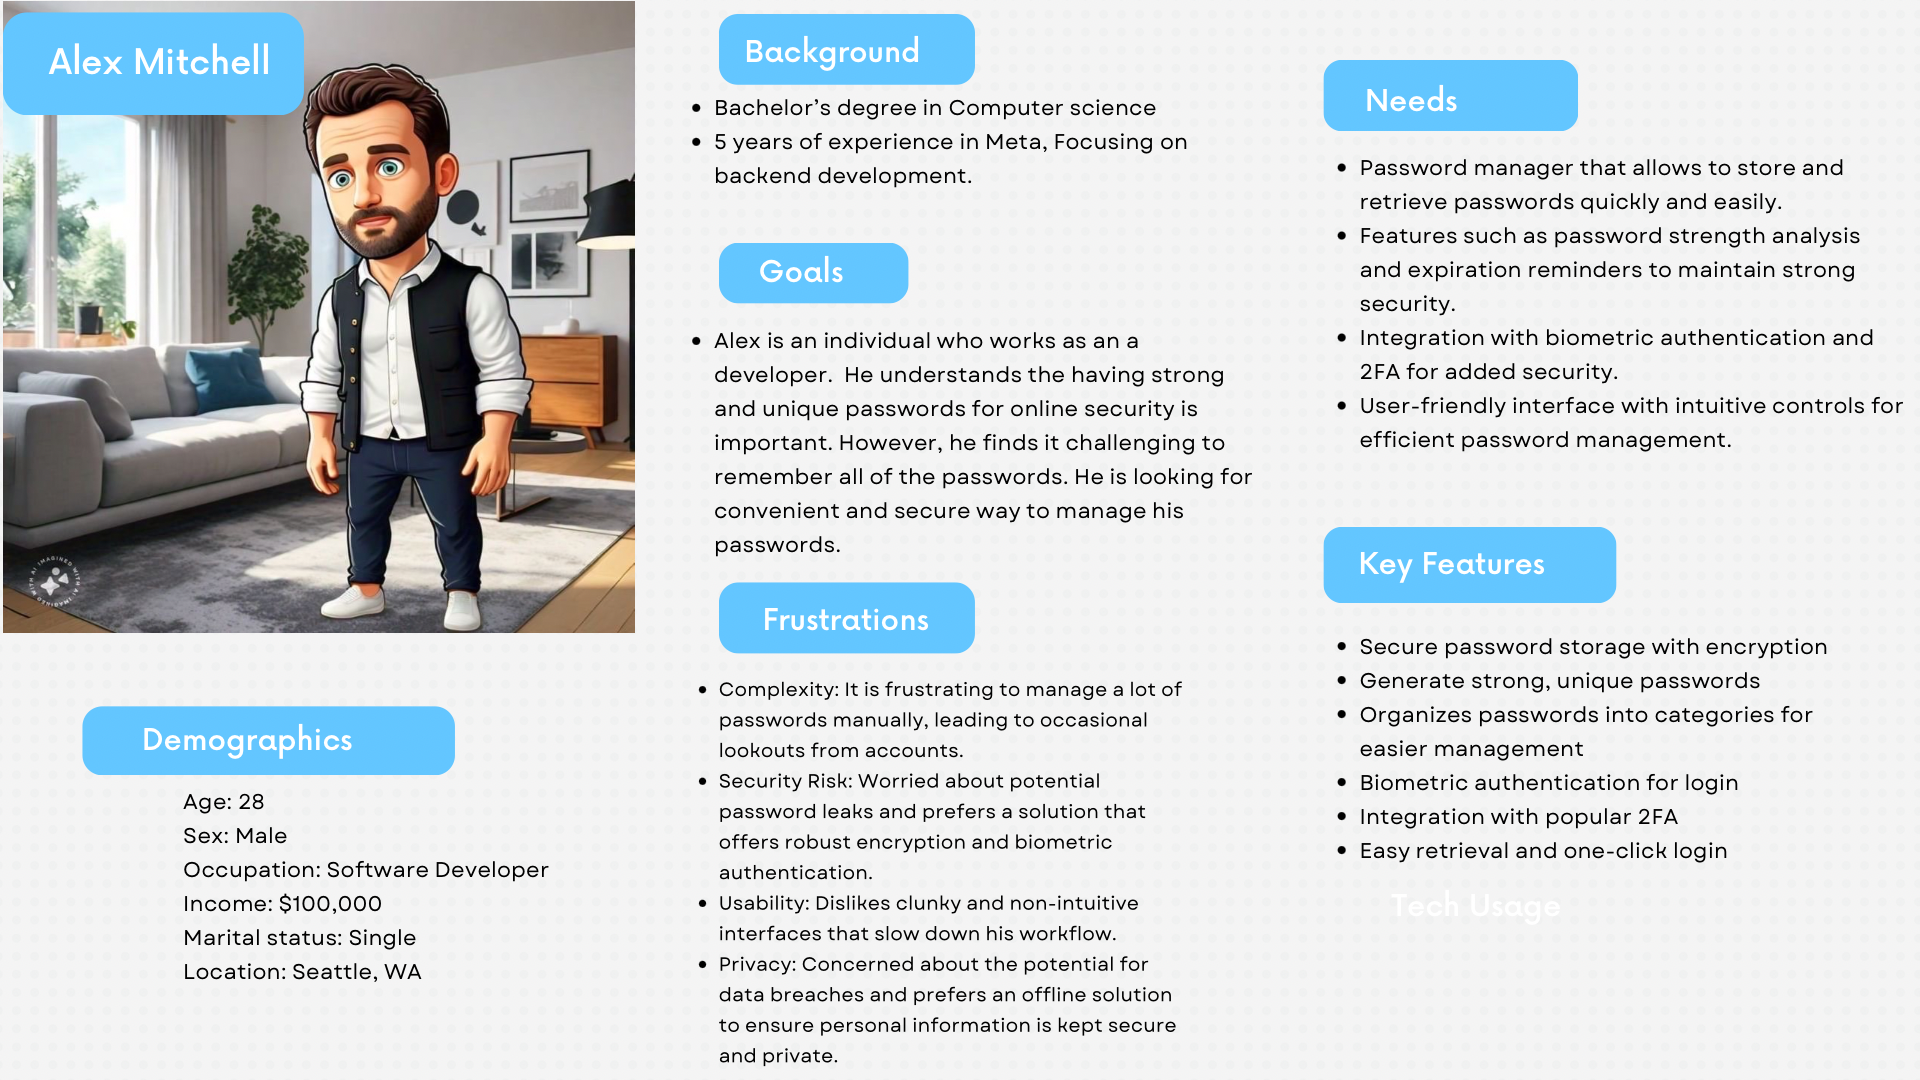 Alex Mitchell
IMAGINED WITH AI IMAGINED WITH AI
Demographics
Age: 28
Sex: Male
Occupation: Software Developer
Income: $100,000
Marital status: Single
Location: Seattle, WA
Background
Bachelor’s degree in Computer science
5 years of experience in Meta, Focusing on
backend development.
Goals
Alex is an individual who works as an a
developer.  He understands the having strong
and unique passwords for online security is
important. However, he finds it challenging to
remember all of the passwords. He is looking for
convenient and secure way to manage his
passwords.
Frustrations
Complexity: It is frustrating to manage a lot of
passwords manually, leading to occasional
lookouts from accounts.
Security Risk: Worried about potential
password leaks and prefers a solution that
offers robust encryption and biometric
authentication.
Usability: Dislikes clunky and non-intuitive
interfaces that slow down his workflow.
Privacy: Concerned about the potential for
data breaches and prefers an offline solution
to ensure personal information is kept secure
and private.
Needs
Password manager that allows to store and
retrieve passwords quickly and easily.
Features such as password strength analysis
and expiration reminders to maintain strong
security.
Integration with biometric authentication and
2FA for added security.
User-friendly interface with intuitive controls for
efficient password management.
Key Features
Secure password storage with encryption
Generate strong, unique passwords
Organizes passwords into categories for
easier management
Biometric authentication for login
Integration with popular 2FA
Easy retrieval and one-click login
Tech Usage